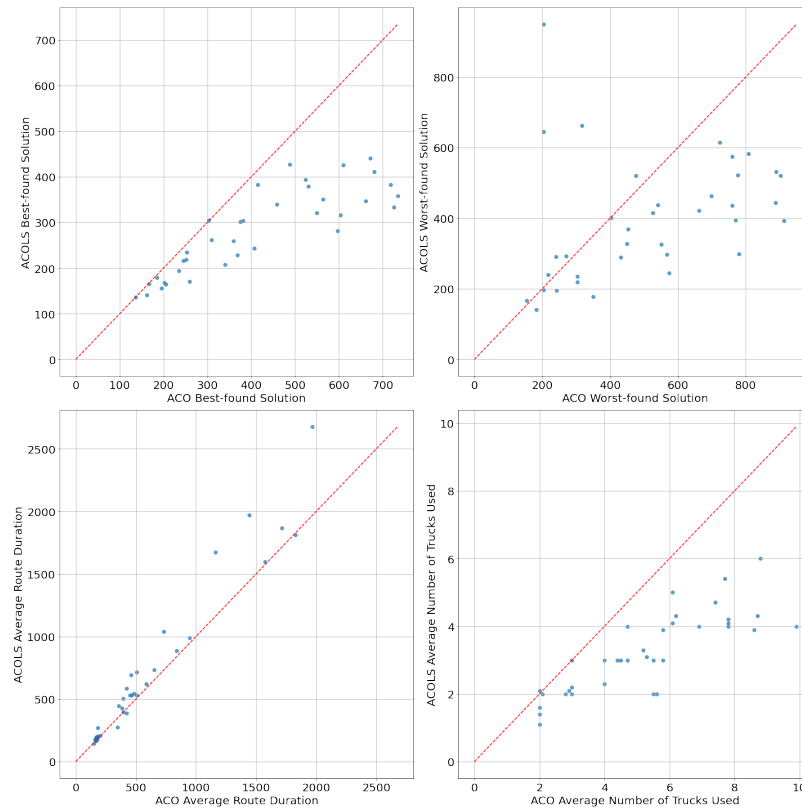 700
600
500
400
300
200
100
0
ACOLS Best-found Solution
0 100 200 300 400 500 600 700
ACO Best-found Solution
800
600
400
200
0
ACOLS Worst-found Solution
0 200 400 600 800
ACO Worst-found Solution
2500
2000
1500
1000
500
0
ACOLS Average Route Duration
0 500 1000 1500 2000 2500
ACO Average Route Duration
10
8
6
4
2
0
ACOLS Average Number of Trucks Used
0 2 4 6 8 10
ACO Average Number of Trucks Used